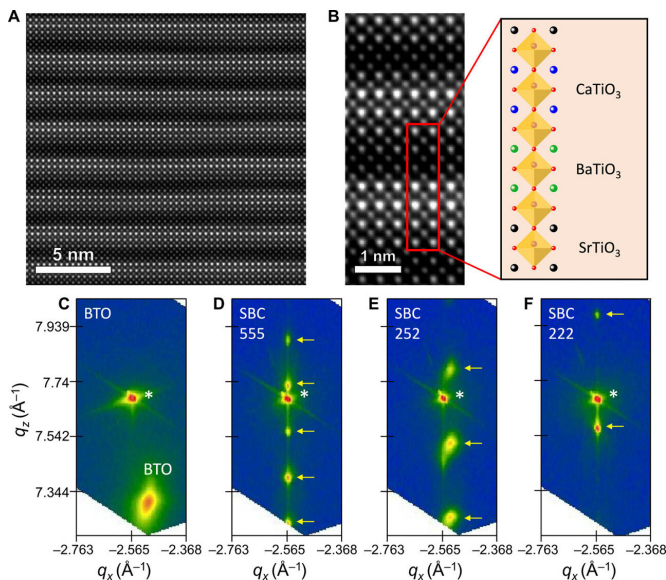 A
5 nm
B
1 nm
CaTiO3
BaTiO3
SrTiO3
C
BTO
*
BTO
D
SBC
555
*
E
SBC
252
*
F
SBC
222
*
7.939
7.74
7.542
7.344
qz (Å−1)
−2.763 −2.565 −2.368
−2.763 −2.565 −2.368
−2.763 −2.565 −2.368
−2.763 −2.565 −2.368
qx (Å−1)
qx (Å−1)
qx (Å−1)
qx (Å−1)